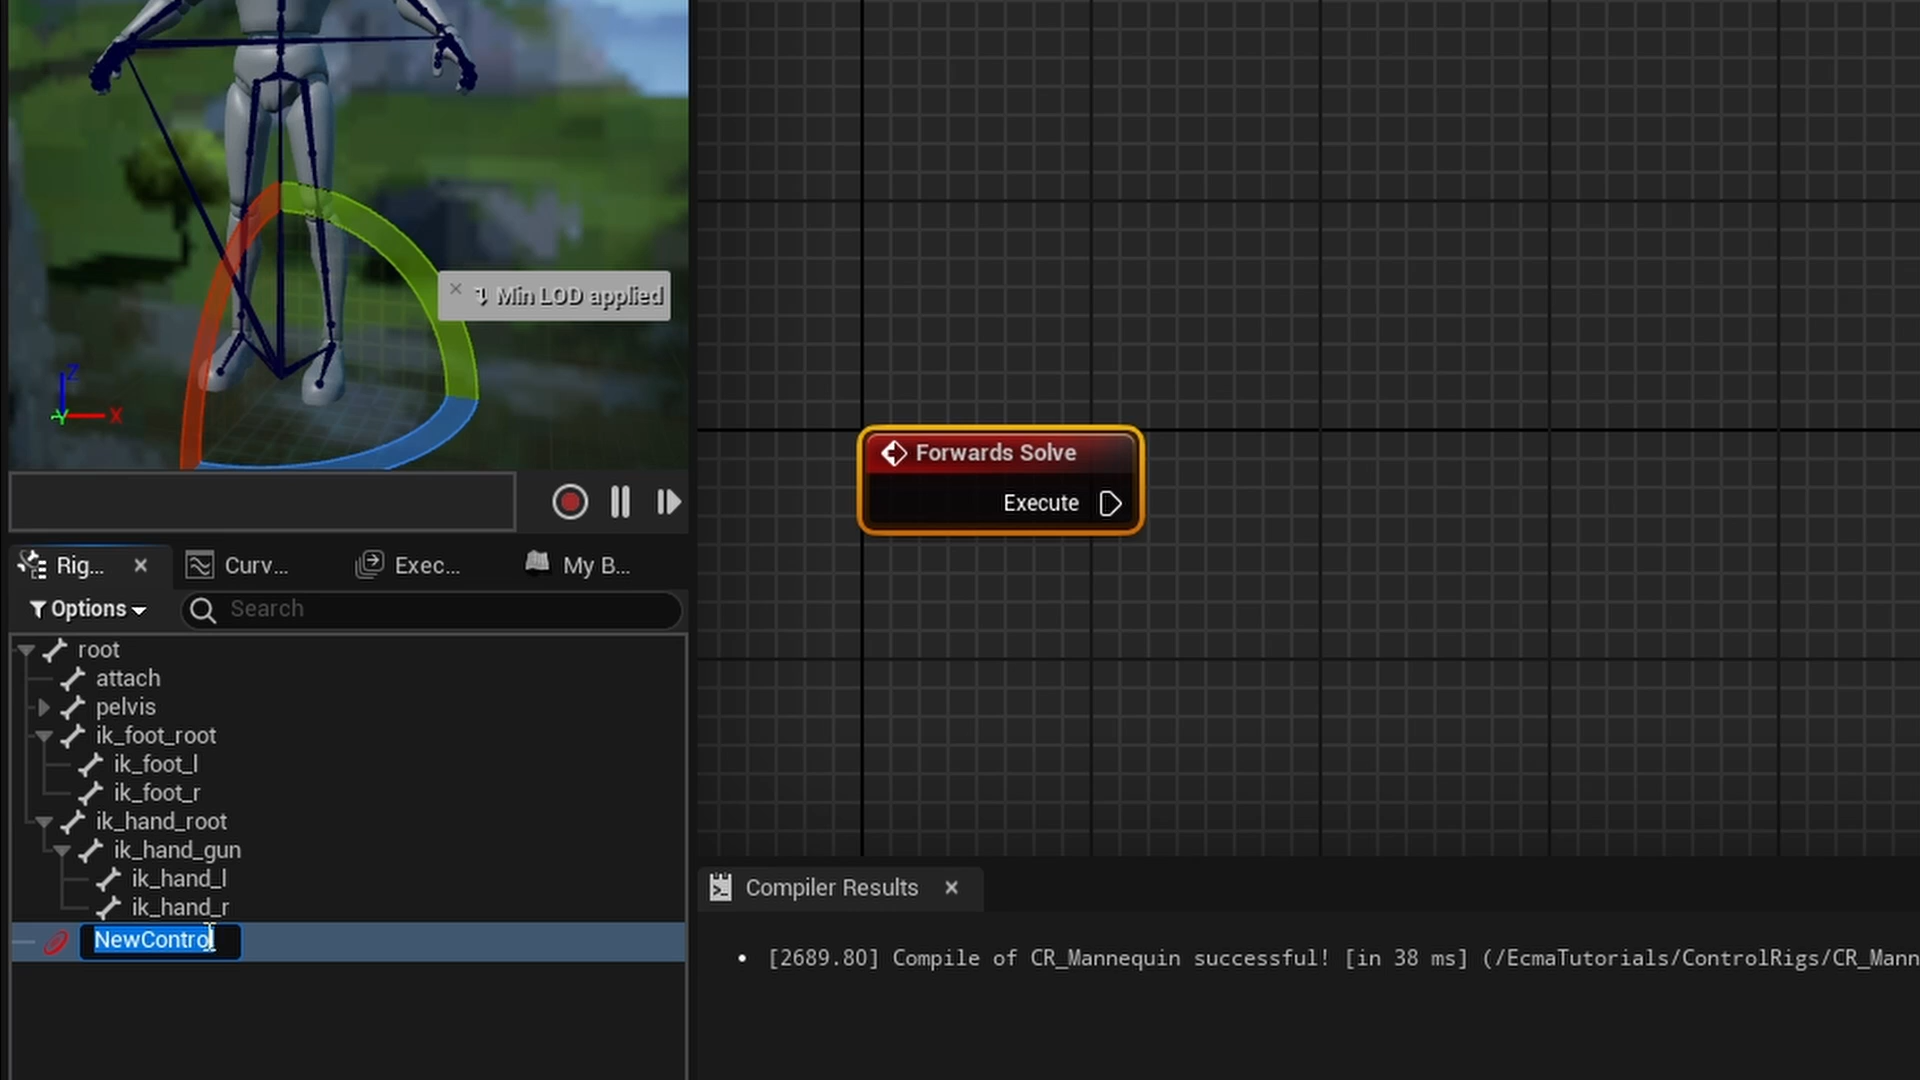 Min LOD applied
Z
Y
X
Forwards Solve
Execute
Rig...
Curv...
Exec...
My B...
Options
Search
root
attach
pelvis
ik_foot_root
ik_foot_l
ik_foot_r
ik_hand_root
ik_hand_gun
ik_hand_l
ik_hand_r
NewControl
Compiler Results
[2689.80] Compile of CR_Mannequin successful! [in 38 ms] (/EcmaTutorials/ControlRigs/CR_Mann